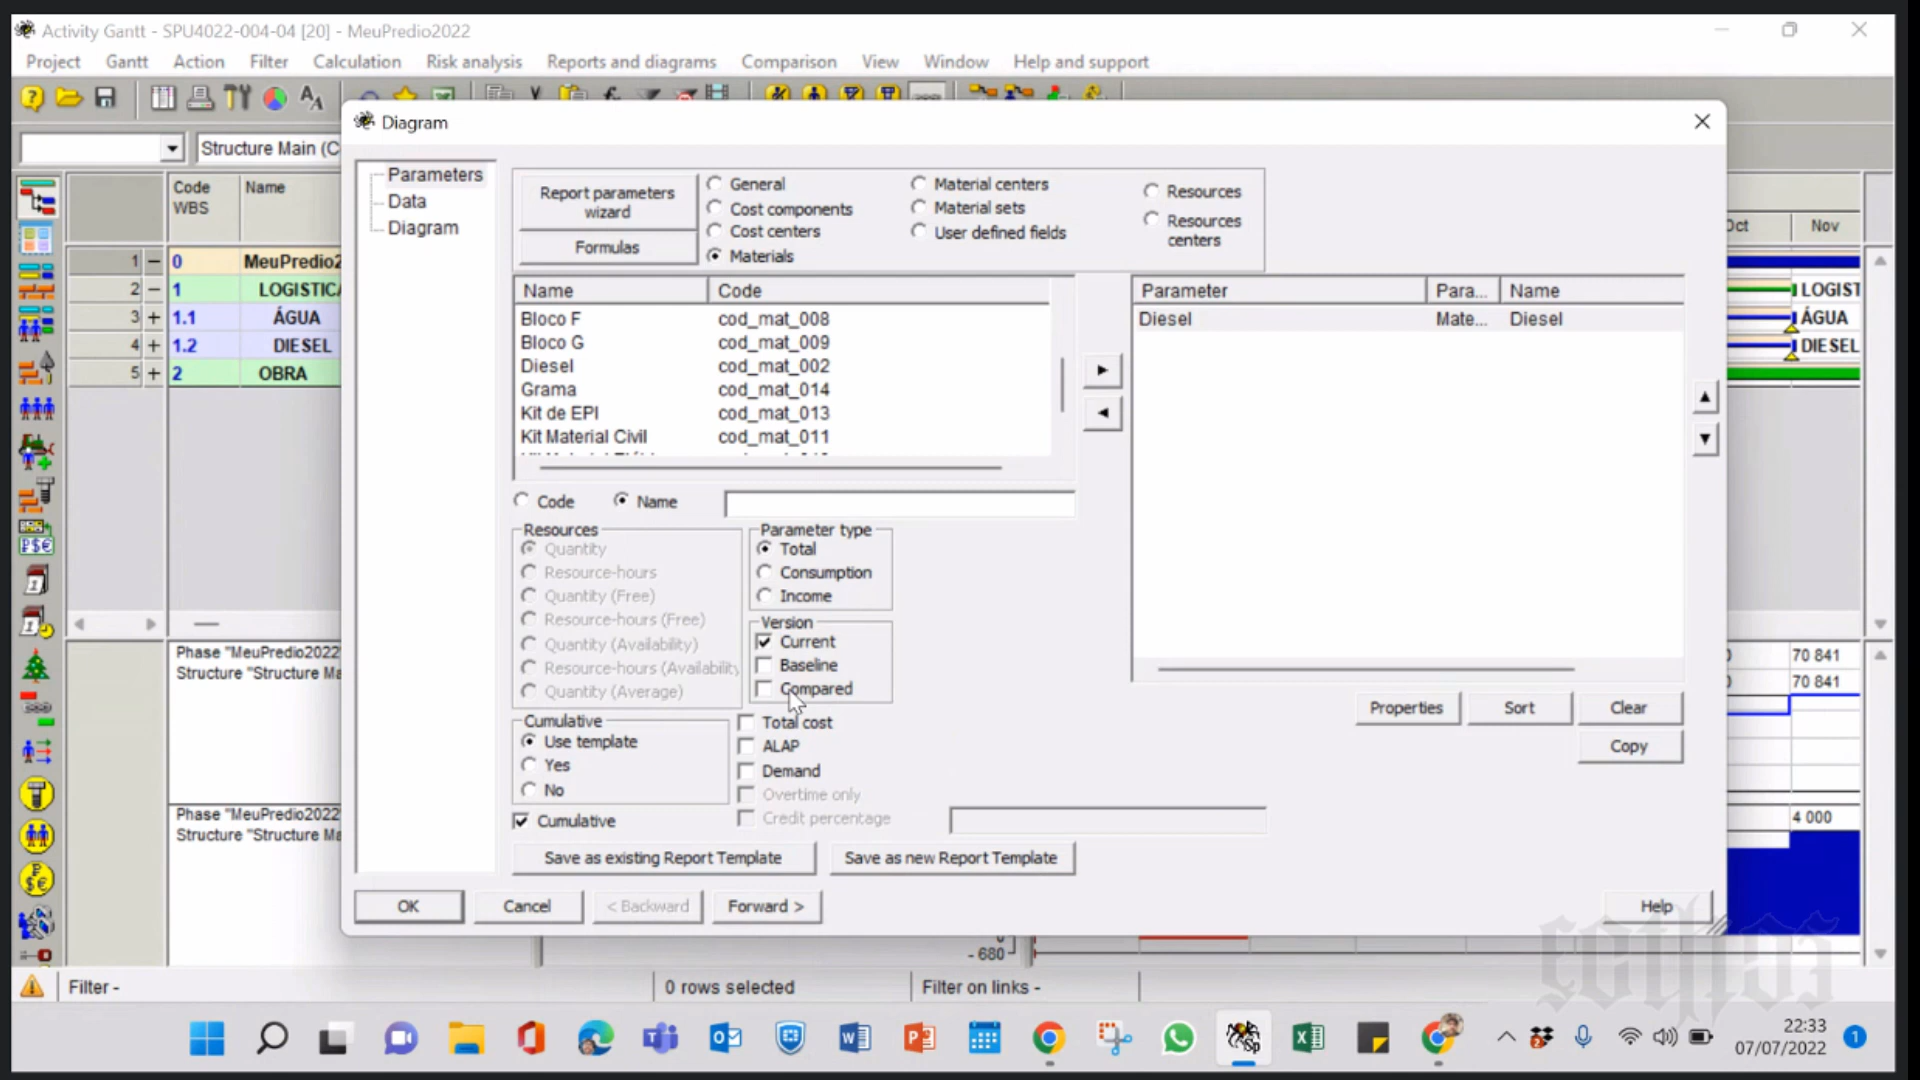 Activity Gantt - SPU4022-004-04 [20] - MeuPredio2022
Project Gantt Action Filter Calculation Risk analysis Reports and diagrams Comparison View Window Help and support
Structure Main (C
Diagram
Code WBS Name
Oct Nov
1 0 MeuPredio2
2 1 LOGISTICA
3 1.1 ÁGUA
4 1.2 DIESEL
5 2 OBRA
LOGIST
ÁGUA
DIESEL
Phase "MeuPredio2022"
Structure "Structure Ma
Phase "MeuPredio2022"
Structure "Structure Ma
70 841
70 841
4 000
Parameters
Data
Diagram
Report parameters wizard
Formulas
General
Cost components
Cost centers
Materials
Material centers
Material sets
User defined fields
Resources
Resources centers
Name Code
Bloco F cod_mat_008
Bloco G cod_mat_009
Diesel cod_mat_002
Grama cod_mat_014
Kit de EPI cod_mat_013
Kit Material Civil cod_mat_011
Parameter Para... Name
Diesel Mate... Diesel
Code Name
Resources
Quantity
Resource-hours
Quantity (Free)
Resource-hours (Free)
Quantity (Availability)
Resource-hours (Availability
Quantity (Average)
Parameter type
Total
Consumption
Income
Version
Current
Baseline
Compared
Cumulative
Use template
Yes
No
Cumulative
Total cost
ALAP
Demand
Overtime only
Credit percentage
Properties Sort Clear
Copy
Save as existing Report Template Save as new Report Template
OK Cancel < Backward Forward > Help
- 680
Filter - 0 rows selected Filter on links -
22:33
07/07/2022
1